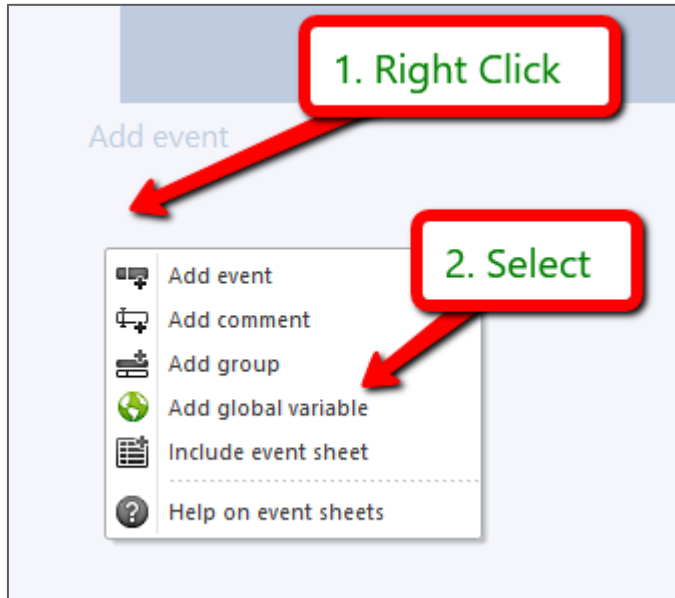 1. Right Click
Add event
2. Select
Add event
Add comment
Add group
Add global variable
Include event sheet
Help on event sheets